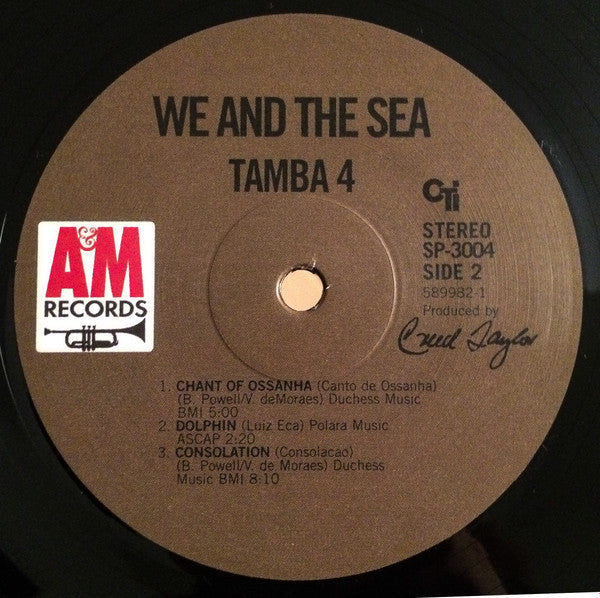 WE AND THE SEA
TAMBA 4
CTi
STEREO
SP-3004
SIDE 2
589982-1
Produced by
Creed Taylor
A&M
RECORDS
1. CHANT OF OSSANHA (Canto de Ossanha)
(B. Powell/V. deMoraes) Duchess Music
BMI 5:00
2. DOLPHIN (Luiz Eca) Polara Music
ASCAP 2:20
3. CONSOLATION (Consolacao)
(B. Powell/V. de Moraes) Duchess
Music BMI 8:10